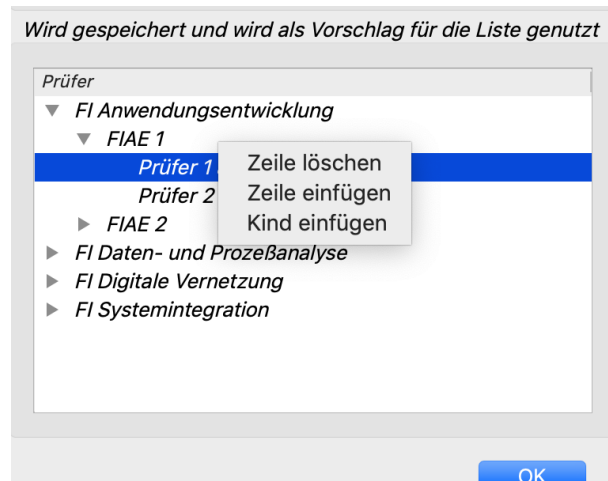 Wird gespeichert und wird als Vorschlag für die Liste genutzt
Prüfer
FI Anwendungsentwicklung
FIAE 1
Prüfer 1
Zeile löschen
Prüfer 2
Zeile einfügen
Kind einfügen
FIAE 2
FI Daten- und Prozeßanalyse
FI Digitale Vernetzung
FI Systemintegration
OK